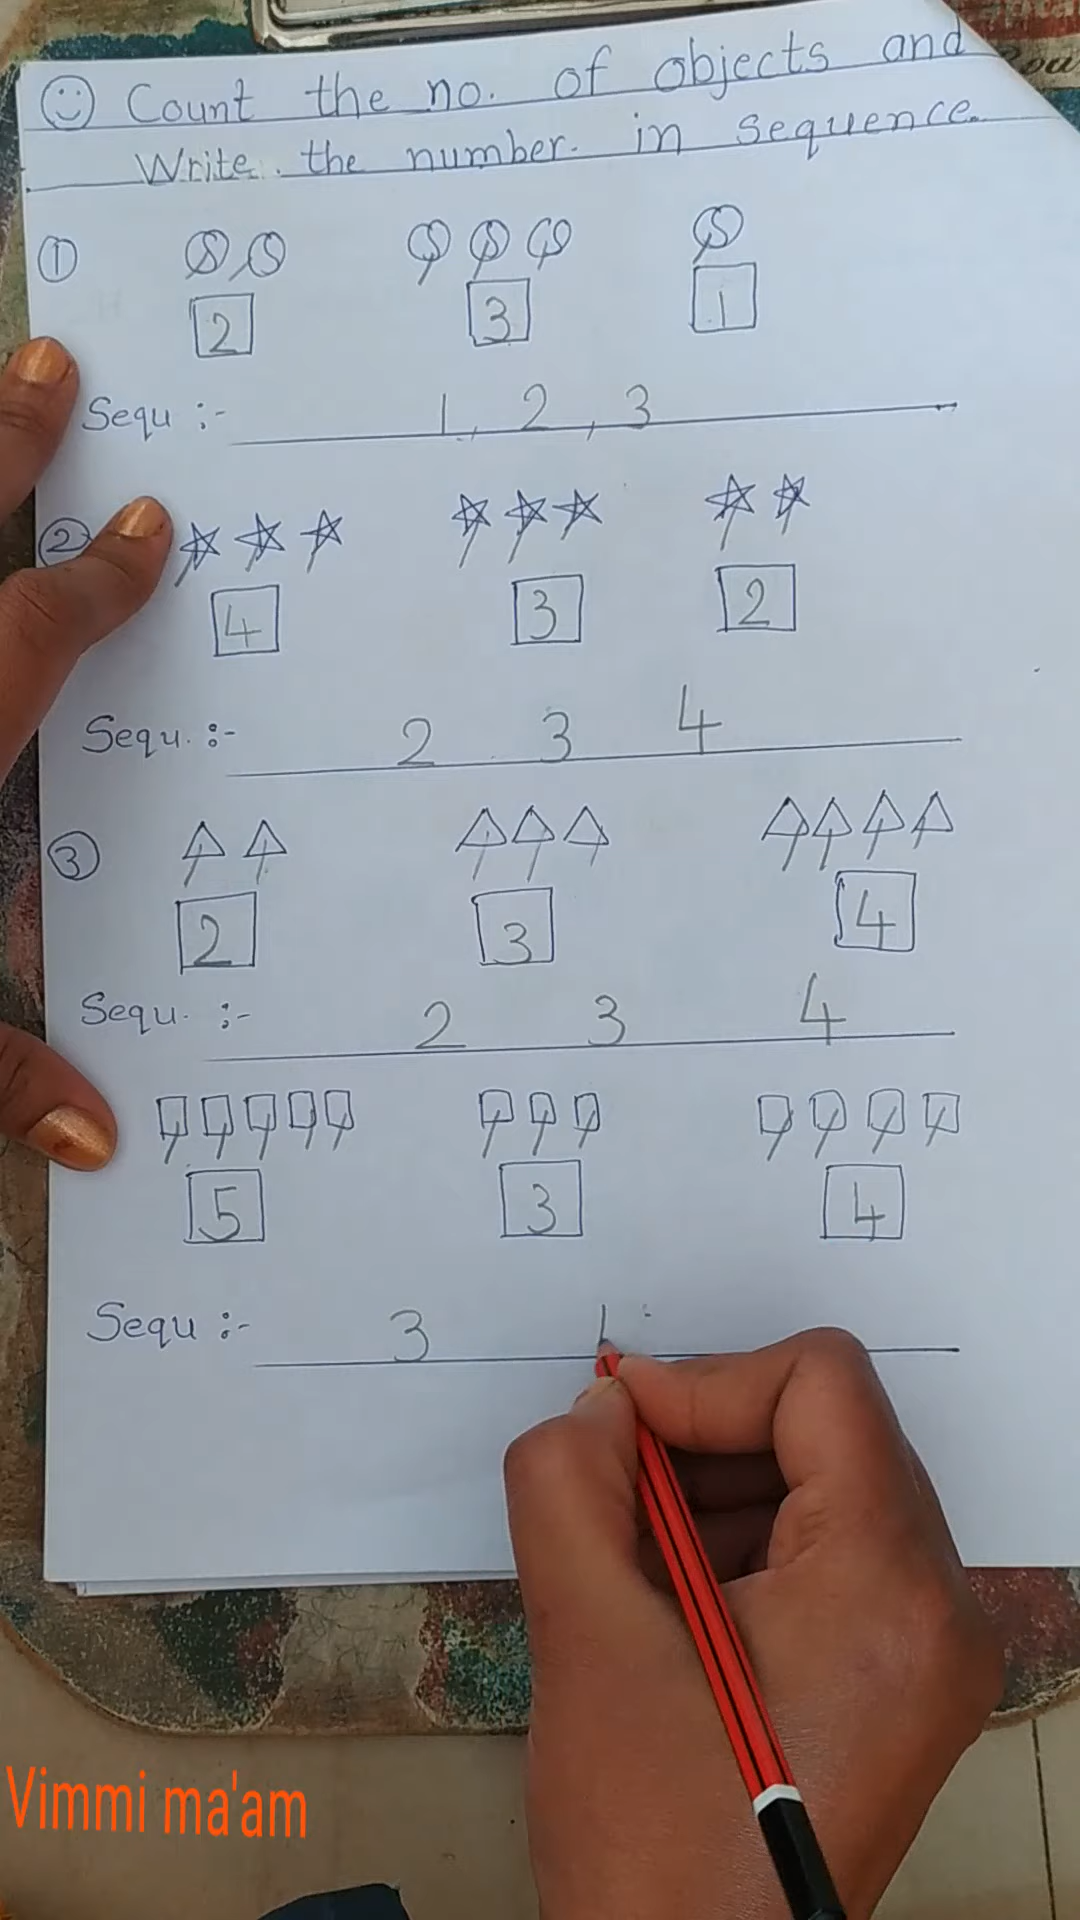 Count the no. of objects and
Write the number in sequence.
1
2 3 1
Sequ :- 1, 2, 3
2
4 3 2
Sequ. :- 2 3 4
3
2 3 4
Sequ. :- 2 3 4
5 3 4
Sequ :- 3
Vimmi ma'am